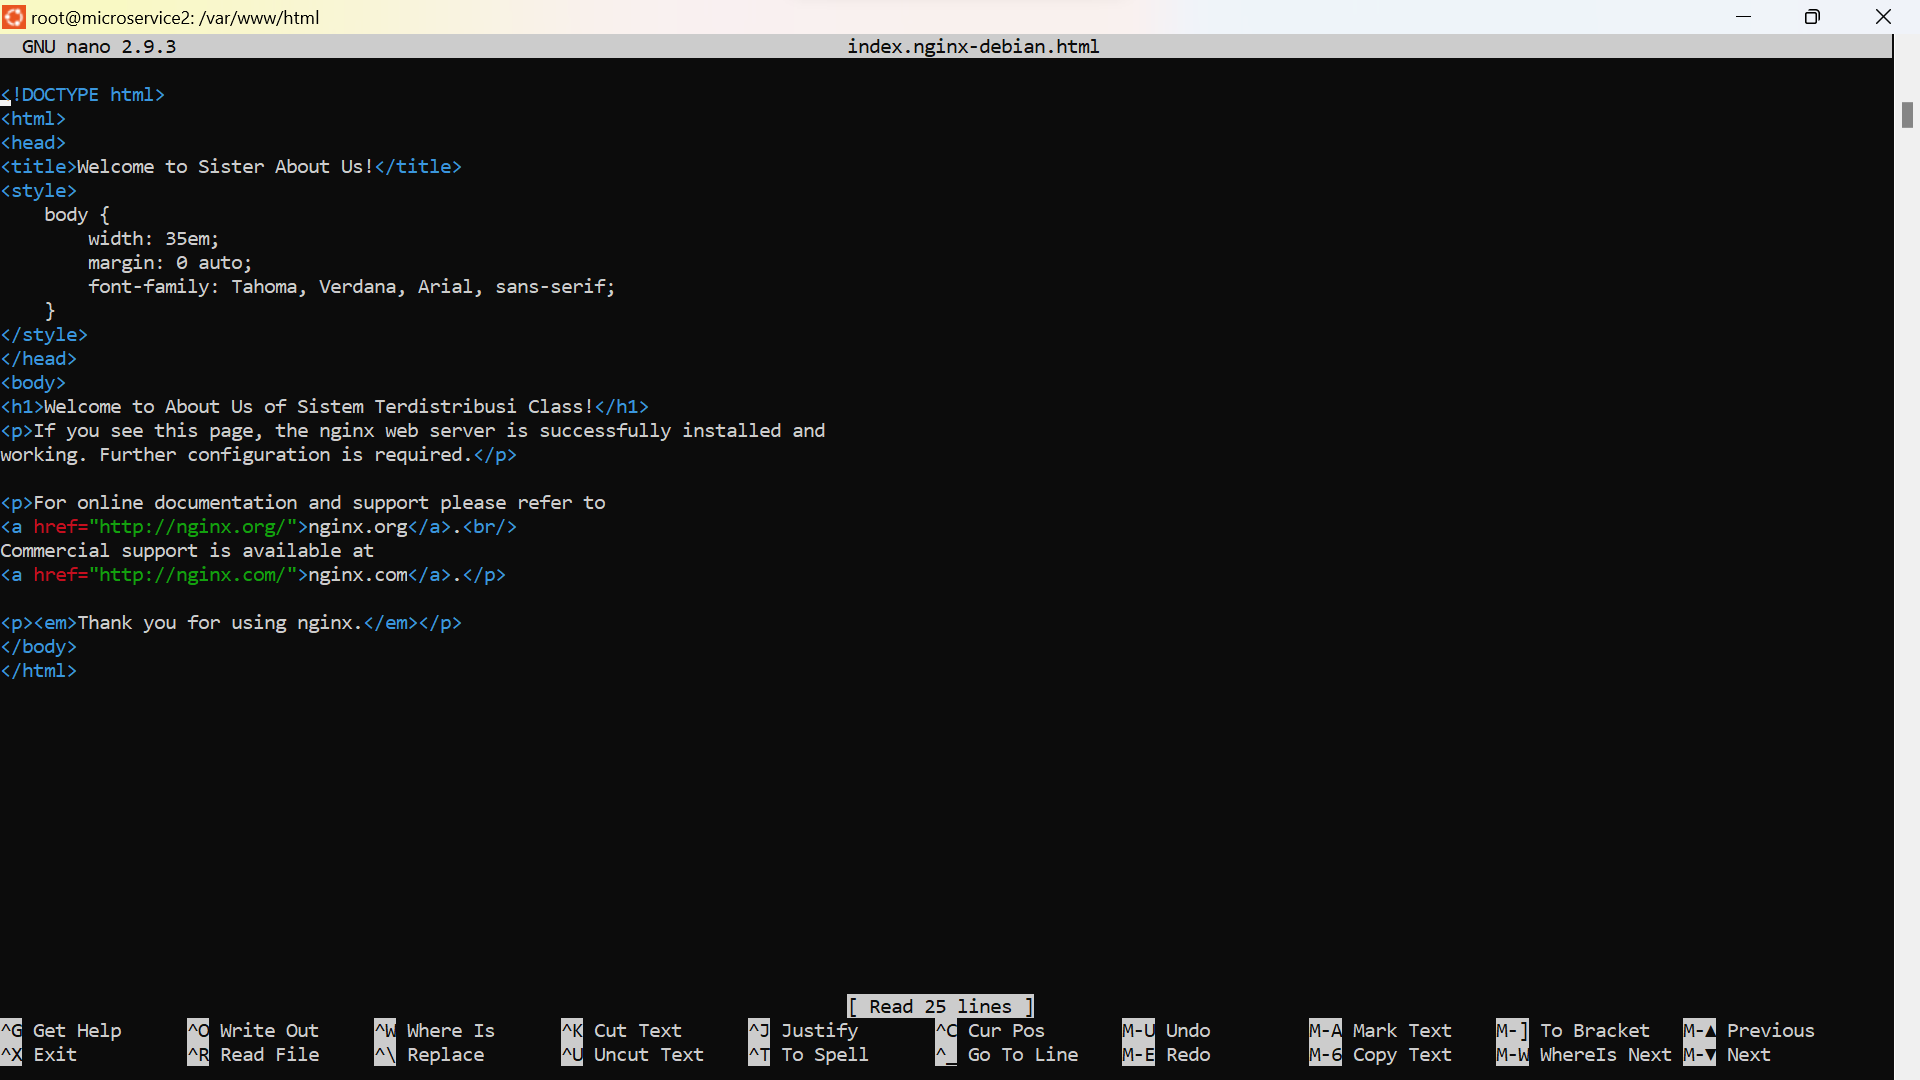 root@microservice2: /var/www/html
GNU nano 2.9.3 index.nginx-debian.html
<!DOCTYPE html>
<html>
<head>
<title>Welcome to Sister About Us!</title>
<style>
    body {
        width: 35em;
        margin: 0 auto;
        font-family: Tahoma, Verdana, Arial, sans-serif;
    }
</style>
</head>
<body>
<h1>Welcome to About Us of Sistem Terdistribusi Class!</h1>
<p>If you see this page, the nginx web server is successfully installed and
working. Further configuration is required.</p>

<p>For online documentation and support please refer to
<a href="http://nginx.org/">nginx.org</a>.<br/>
Commercial support is available at
<a href="http://nginx.com/">nginx.com</a>.</p>

<p><em>Thank you for using nginx.</em></p>
</body>
</html>
[ Read 25 lines ]
^G Get Help ^O Write Out ^W Where Is ^K Cut Text ^J Justify ^C Cur Pos M-U Undo M-A Mark Text M-] To Bracket M-▲ Previous
^X Exit ^R Read File ^\ Replace ^U Uncut Text ^T To Spell ^_ Go To Line M-E Redo M-6 Copy Text M-W WhereIs Next M-▼ Next